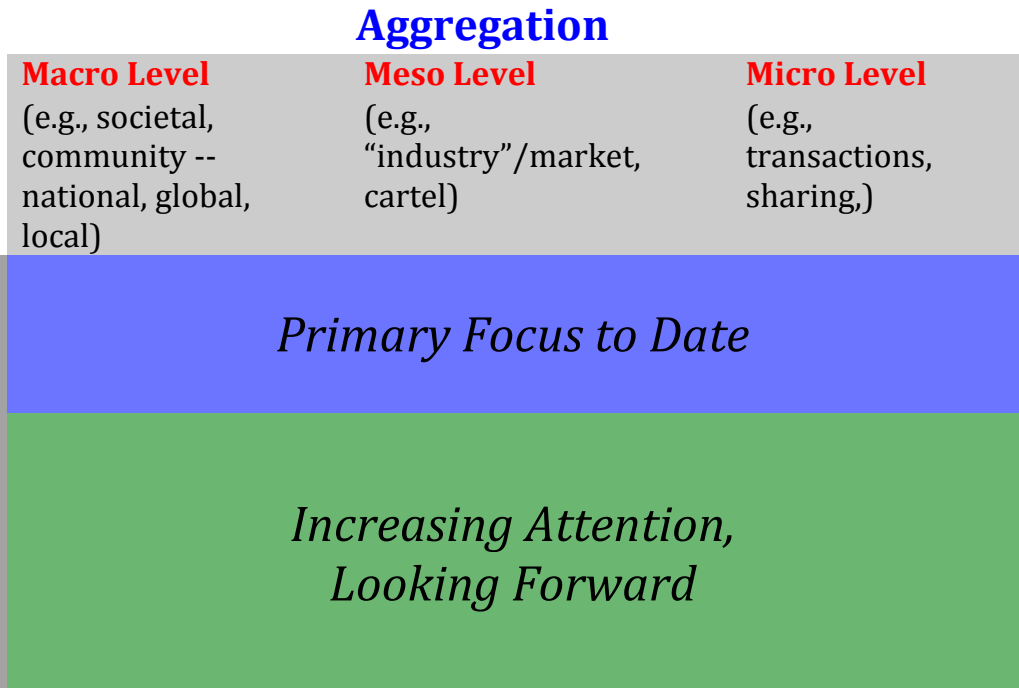 Aggregation
Macro Level
(e.g., societal,
community --
national, global,
local)
Meso Level
(e.g.,
“industry”/market,
cartel)
Micro Level
(e.g.,
transactions,
sharing,)
Primary Focus to Date
Increasing Attention,
Looking Forward